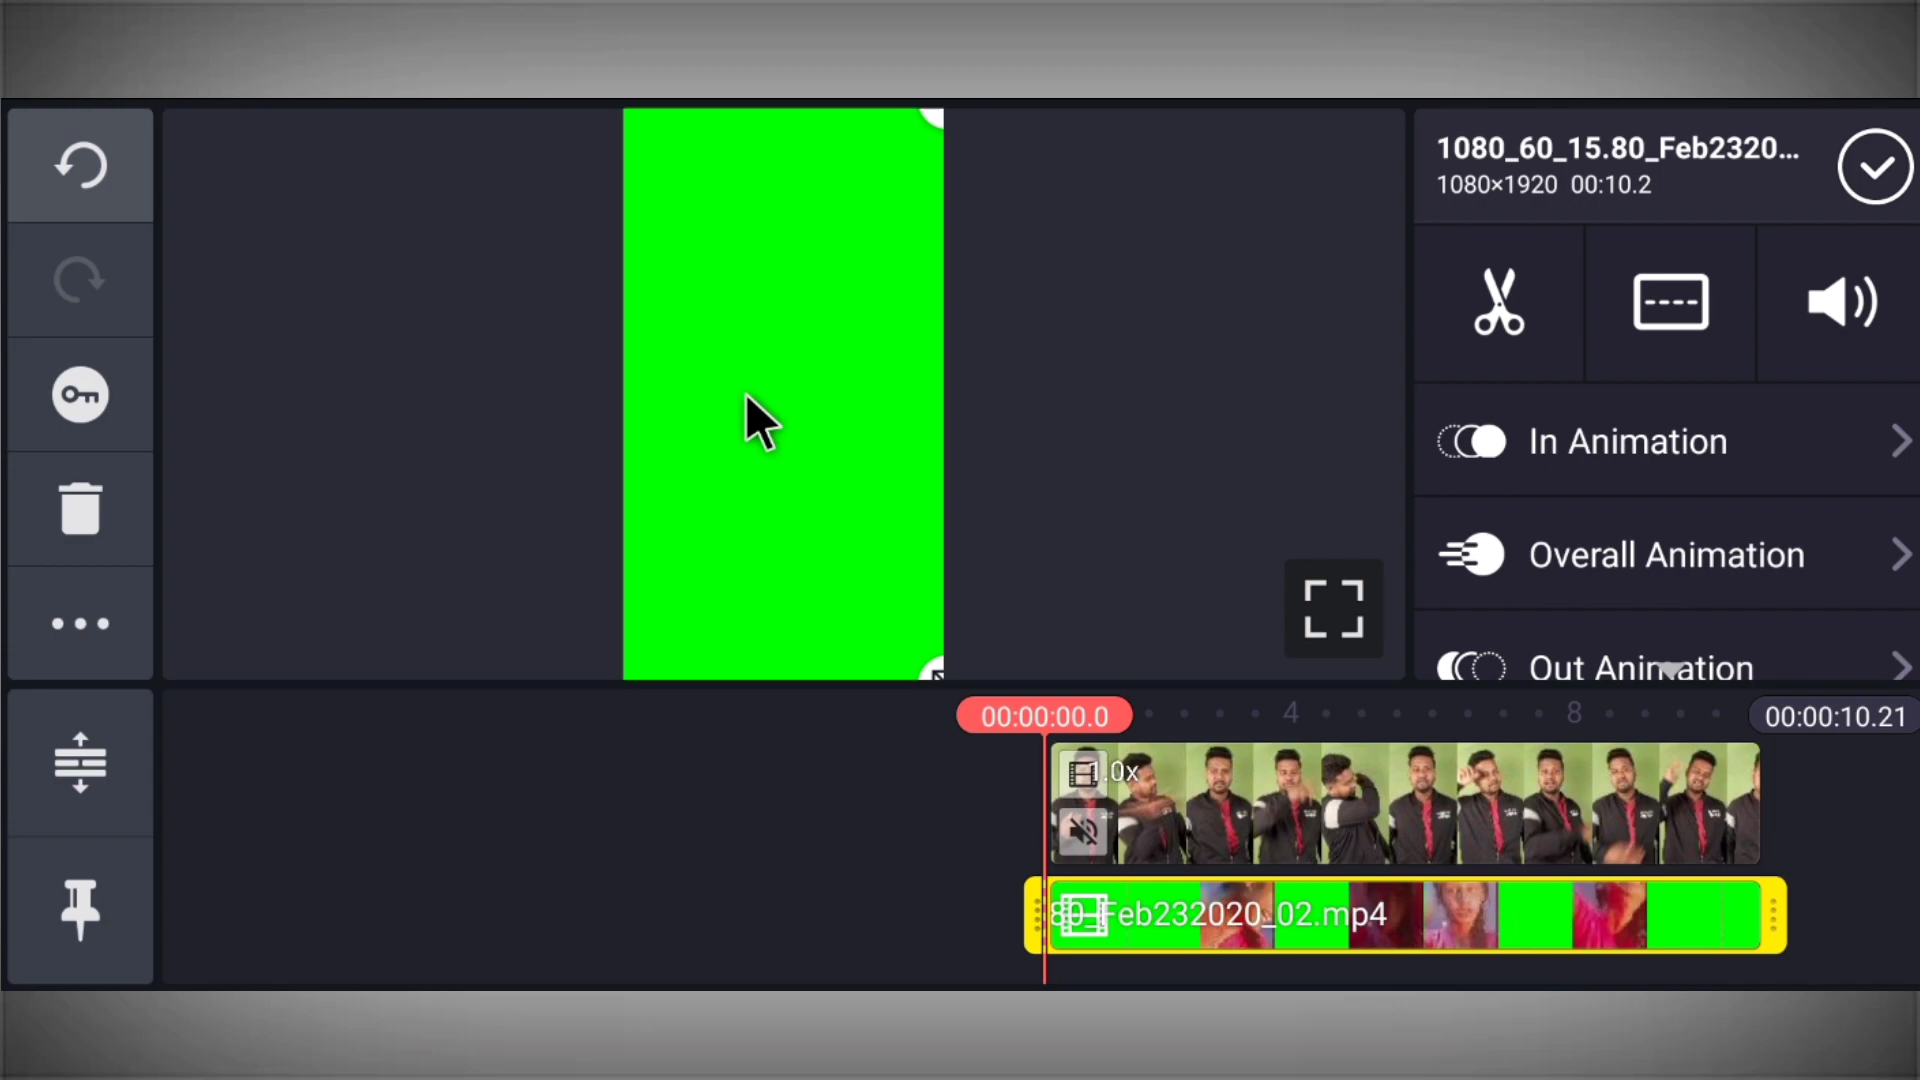 1080_60_15.80_Feb2320...
1080×1920 00:10.2
In Animation
Overall Animation
Out Animation
00:00:00.0
4
8
00:00:10.21
1.0x
80_Feb232020_02.mp4